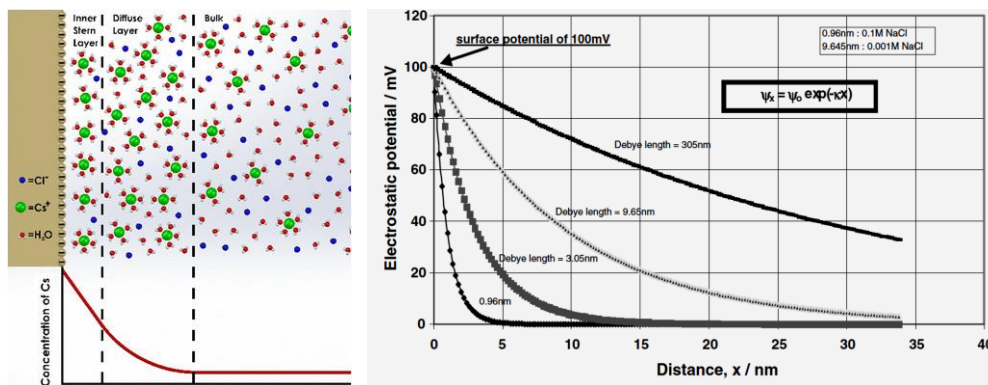 Inner
Stern
Layer
Diffuse
Layer
Bulk
=Cl⁻
=Cs⁺
=H₂O
Concentration of Cs
Electrostatic potential / mV
120
100
80
60
40
20
0
0
5
10
15
20
25
30
35
40
Distance, x / nm
surface potential of 100mV
0.96nm : 0.1M NaCl
9.645nm : 0.001M NaCl
ψx = ψo exp(-κx)
Debye length = 305nm
Debye length = 9.65nm
Debye length = 3.05nm
0.96nm